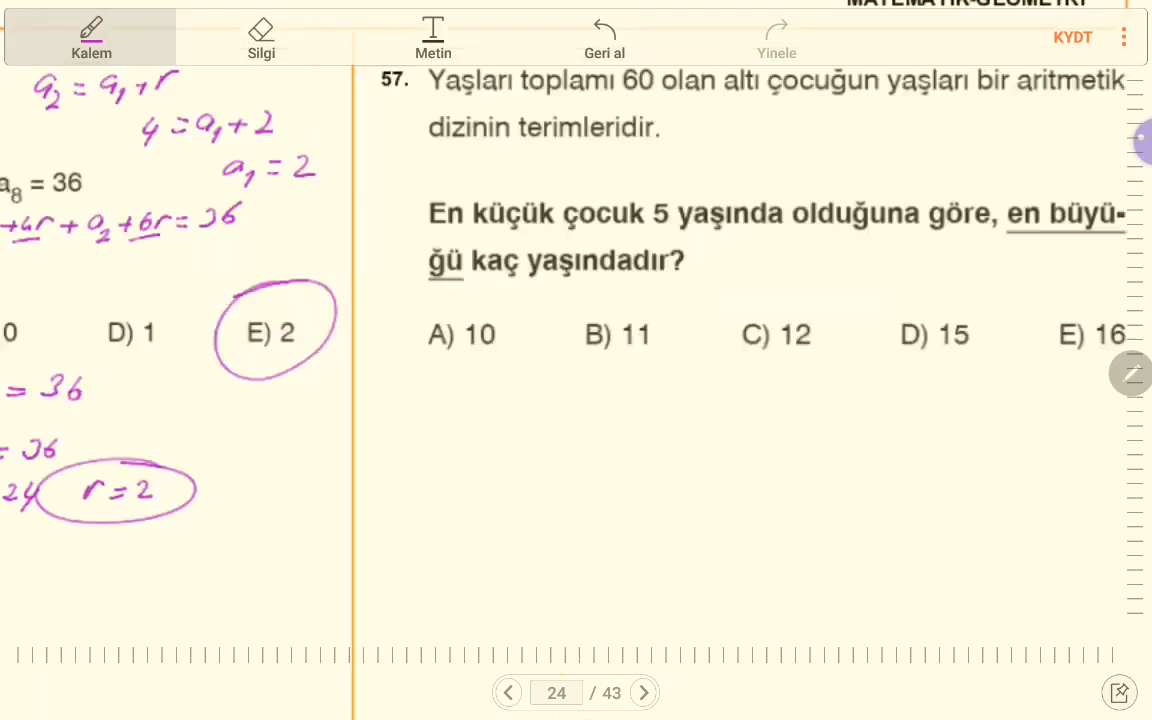 MATEMATİK-GEOMETRİ
Kalem
Silgi
Metin
Geri al
Yinele
KYDT
a₂ = a₁ + r
4 = a₁ + 2
a₁ = 2
a₈ = 36
+4r + a₂ + 6r = 36
0 D) 1 E) 2
= 36
= 36
24 r = 2
57. Yaşları toplamı 60 olan altı çocuğun yaşları bir aritmetik
dizinin terimleridir.
En küçük çocuk 5 yaşında olduğuna göre, en büyü-
ğü kaç yaşındadır?
A) 10 B) 11 C) 12 D) 15 E) 16
24 / 43